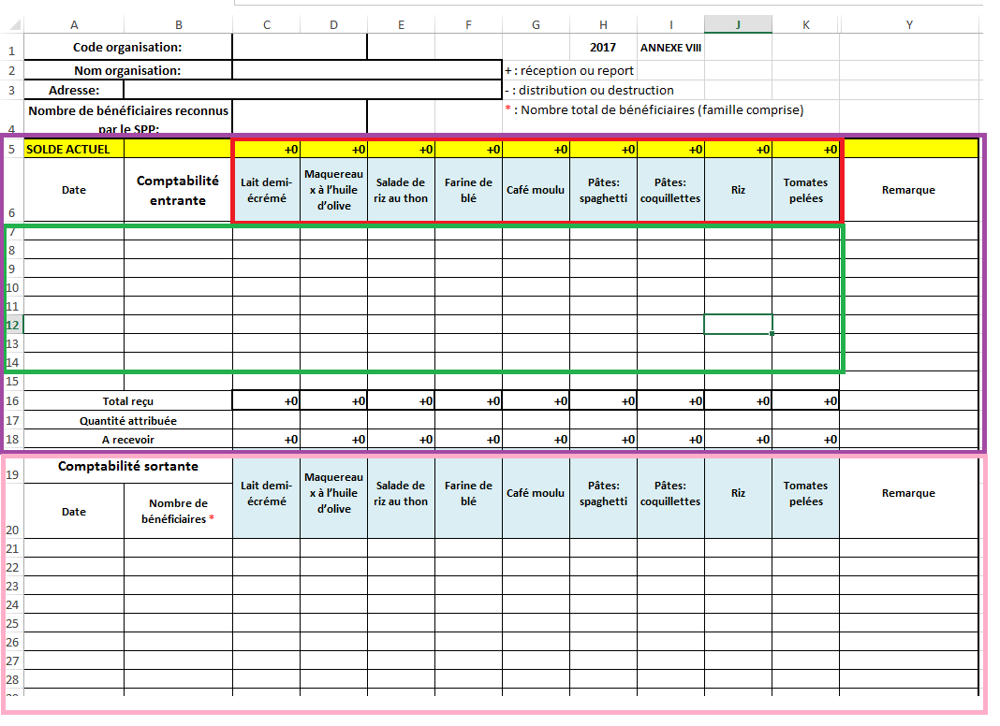 A B C D E F G H I J K Y
1 Code organisation: 2017 ANNEXE VIII
2 Nom organisation: + : réception ou report
3 Adresse: - : distribution ou destruction
Nombre de bénéficiaires reconnus * : Nombre total de bénéficiaires (famille comprise)
4 par le SPP:
5 SOLDE ACTUEL +0 +0 +0 +0 +0 +0 +0 +0 +0
Maquereau
Comptabilité Lait demi- Salade de Farine de Pâtes: Pâtes: Tomates
Date x à l’huile Café moulu Riz Remarque
entrante écrémé riz au thon blé spaghetti coquillettes pelées
d’olive
6
7
8
9
10
11
12
13
14
15
16 Total reçu +0 +0 +0 +0 +0 +0 +0 +0 +0
17 Quantité attribuée
18 A recevoir +0 +0 +0 +0 +0 +0 +0 +0 +0
Comptabilité sortante
19 Maquereau
Lait demi- Salade de Farine de Pâtes: Pâtes: Tomates
x à l’huile Café moulu Riz Remarque
écrémé riz au thon blé spaghetti coquillettes pelées
Nombre de d’olive
Date
bénéficiaires *
20
21
22
23
24
25
26
27
28